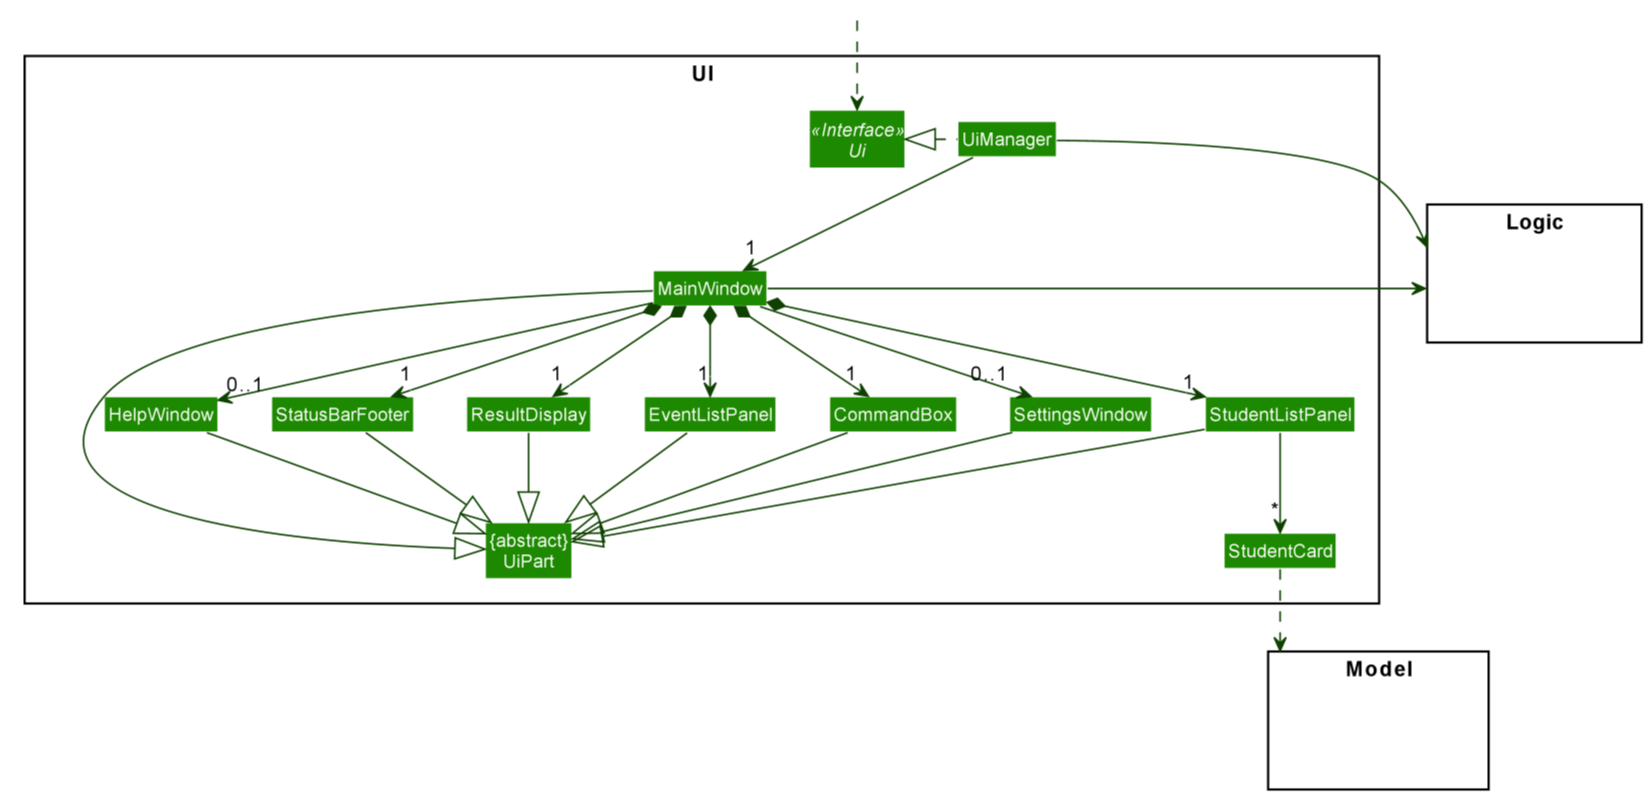 UI
«Interface»
Ui
UiManager
Logic
1
MainWindow
0..1
1
1
1
1
0..1
1
HelpWindow
StatusBarFooter
ResultDisplay
EventListPanel
CommandBox
SettingsWindow
StudentListPanel
*
{abstract}
UiPart
StudentCard
Model